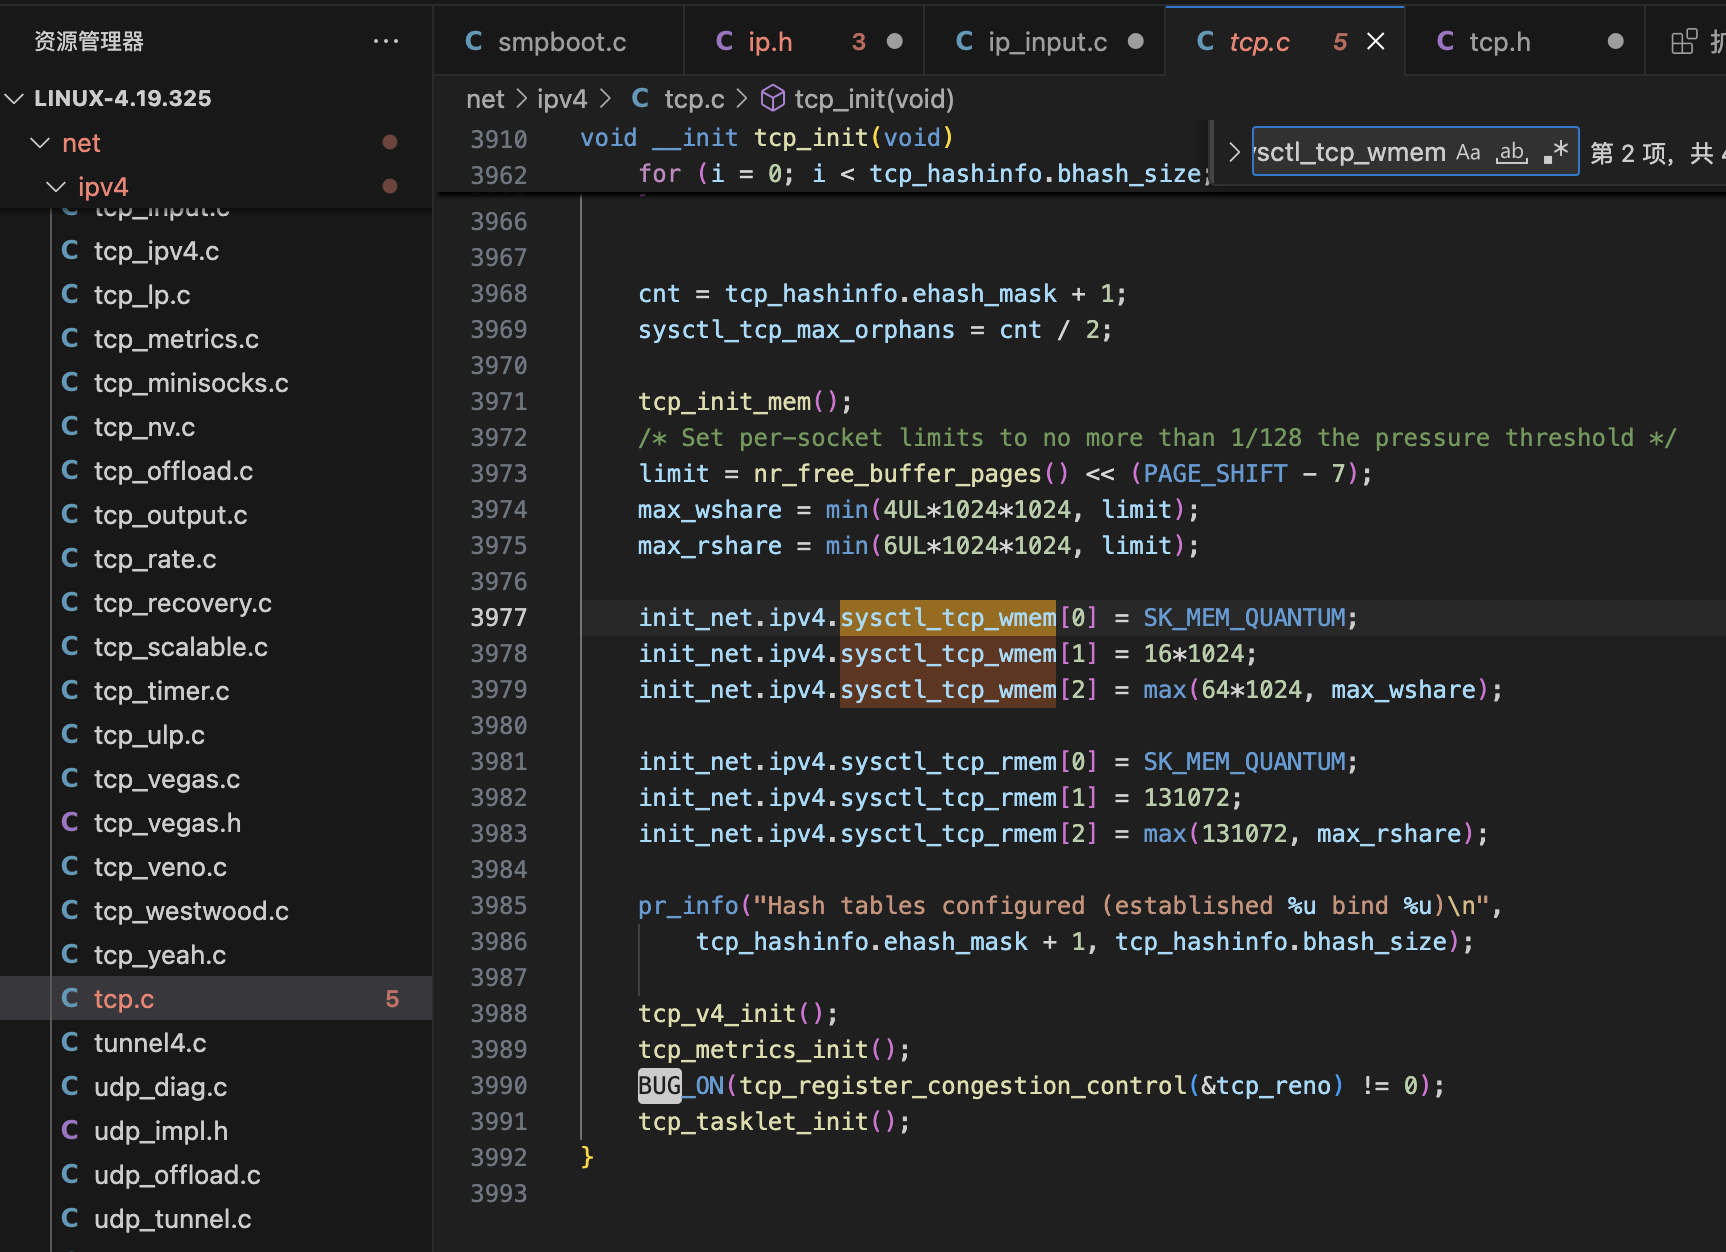 资源管理器 ···
LINUX-4.19.325
net
ipv4
tcp_input.c
C tcp_ipv4.c
C tcp_lp.c
C tcp_metrics.c
C tcp_minisocks.c
C tcp_nv.c
C tcp_offload.c
C tcp_output.c
C tcp_rate.c
C tcp_recovery.c
C tcp_scalable.c
C tcp_timer.c
C tcp_ulp.c
C tcp_vegas.c
C tcp_vegas.h
C tcp_veno.c
C tcp_westwood.c
C tcp_yeah.c
C tcp.c 5
C tunnel4.c
C udp_diag.c
C udp_impl.h
C udp_offload.c
C udp_tunnel.c
C smpboot.c C ip.h 3 C ip_input.c C tcp.c 5 C tcp.h
net > ipv4 > C tcp.c > tcp_init(void)
sctl_tcp_wmem Aa ab .* 第 2 项，共
3910 void __init tcp_init(void)
3962 for (i = 0; i < tcp_hashinfo.bhash_size;
3966
3967
3968 cnt = tcp_hashinfo.ehash_mask + 1;
3969 sysctl_tcp_max_orphans = cnt / 2;
3970
3971 tcp_init_mem();
3972 /* Set per-socket limits to no more than 1/128 the pressure threshold */
3973 limit = nr_free_buffer_pages() << (PAGE_SHIFT - 7);
3974 max_wshare = min(4UL*1024*1024, limit);
3975 max_rshare = min(6UL*1024*1024, limit);
3976
3977 init_net.ipv4.sysctl_tcp_wmem[0] = SK_MEM_QUANTUM;
3978 init_net.ipv4.sysctl_tcp_wmem[1] = 16*1024;
3979 init_net.ipv4.sysctl_tcp_wmem[2] = max(64*1024, max_wshare);
3980
3981 init_net.ipv4.sysctl_tcp_rmem[0] = SK_MEM_QUANTUM;
3982 init_net.ipv4.sysctl_tcp_rmem[1] = 131072;
3983 init_net.ipv4.sysctl_tcp_rmem[2] = max(131072, max_rshare);
3984
3985 pr_info("Hash tables configured (established %u bind %u)\n",
3986 tcp_hashinfo.ehash_mask + 1, tcp_hashinfo.bhash_size);
3987
3988 tcp_v4_init();
3989 tcp_metrics_init();
3990 BUG_ON(tcp_register_congestion_control(&tcp_reno) != 0);
3991 tcp_tasklet_init();
3992 }
3993